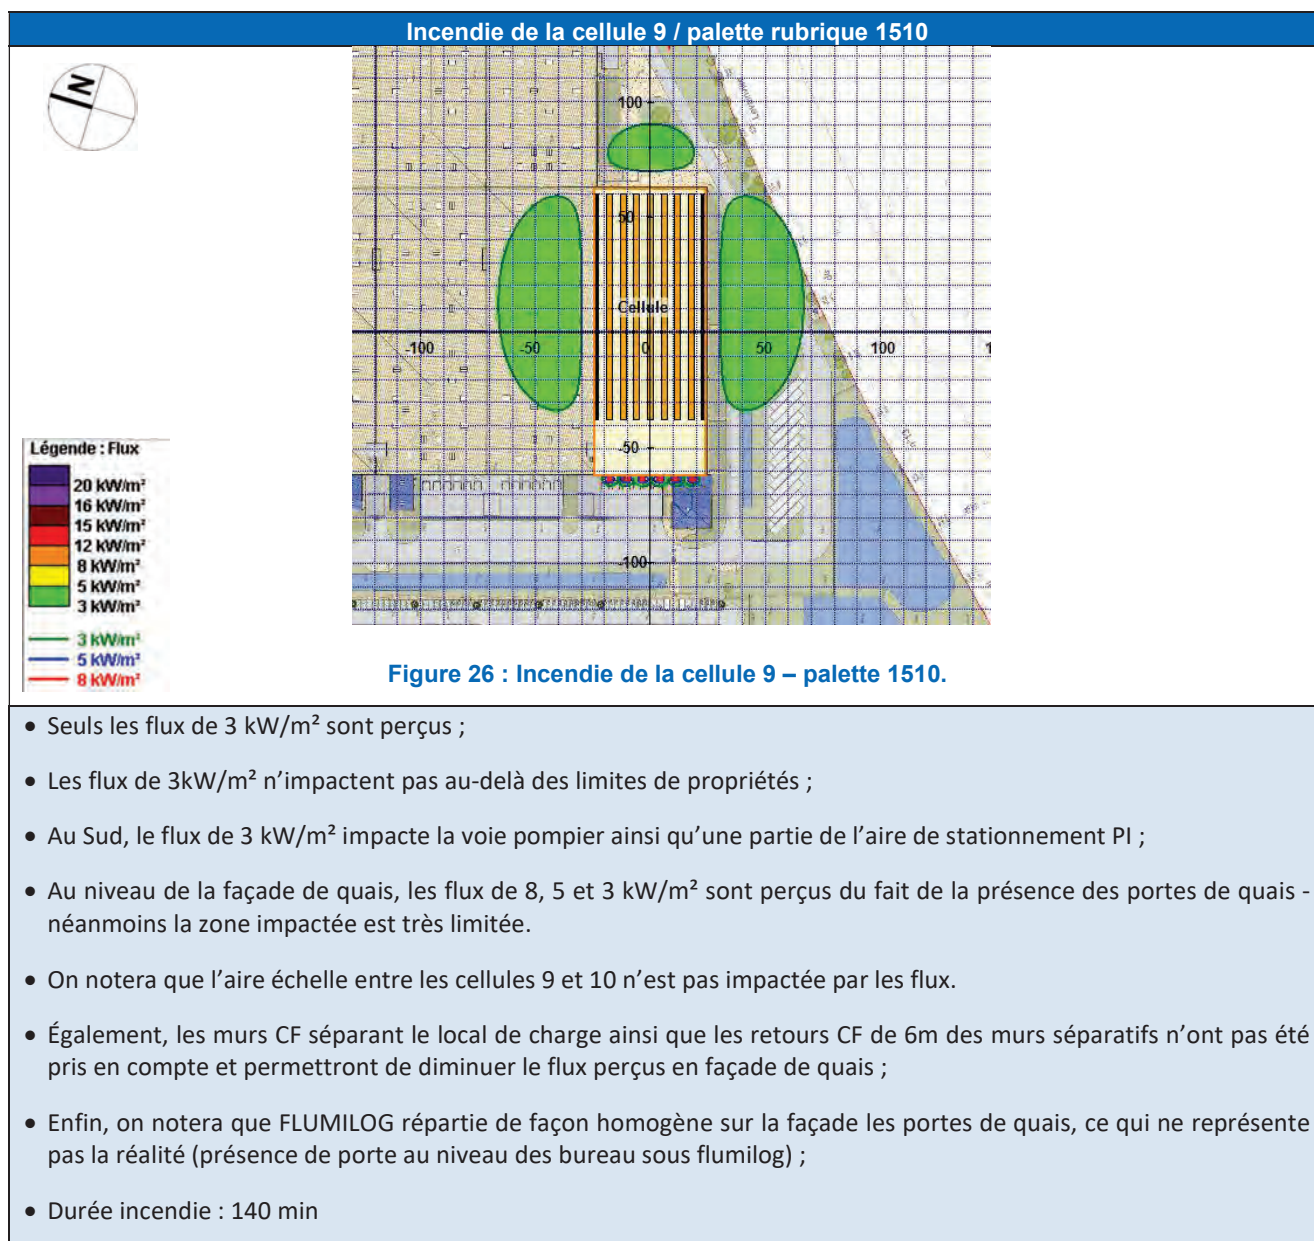 Incendie de la cellule 9 / palette rubrique 1510
N
100
50
Cellule
-100
-50
0
50
100
1
-50
-100
Légende : Flux
20 kW/m²
16 kW/m²
15 kW/m²
12 kW/m²
8 kW/m²
5 kW/m²
3 kW/m²
3 kW/m²
5 kW/m²
8 kW/m²
Figure 26 : Incendie de la cellule 9 – palette 1510.
• Seuls les flux de 3 kW/m² sont perçus ;
• Les flux de 3kW/m² n’impactent pas au-delà des limites de propriétés ;
• Au Sud, le flux de 3 kW/m² impacte la voie pompier ainsi qu’une partie de l’aire de stationnement PI ;
• Au niveau de la façade de quais, les flux de 8, 5 et 3 kW/m² sont perçus du fait de la présence des portes de quais -
néanmoins la zone impactée est très limitée.
• On notera que l’aire échelle entre les cellules 9 et 10 n’est pas impactée par les flux.
• Également, les murs CF séparant le local de charge ainsi que les retours CF de 6m des murs séparatifs n’ont pas été
pris en compte et permettront de diminuer le flux perçus en façade de quais ;
• Enfin, on notera que FLUMILOG répartie de façon homogène sur la façade les portes de quais, ce qui ne représente
pas la réalité (présence de porte au niveau des bureau sous flumilog) ;
• Durée incendie : 140 min